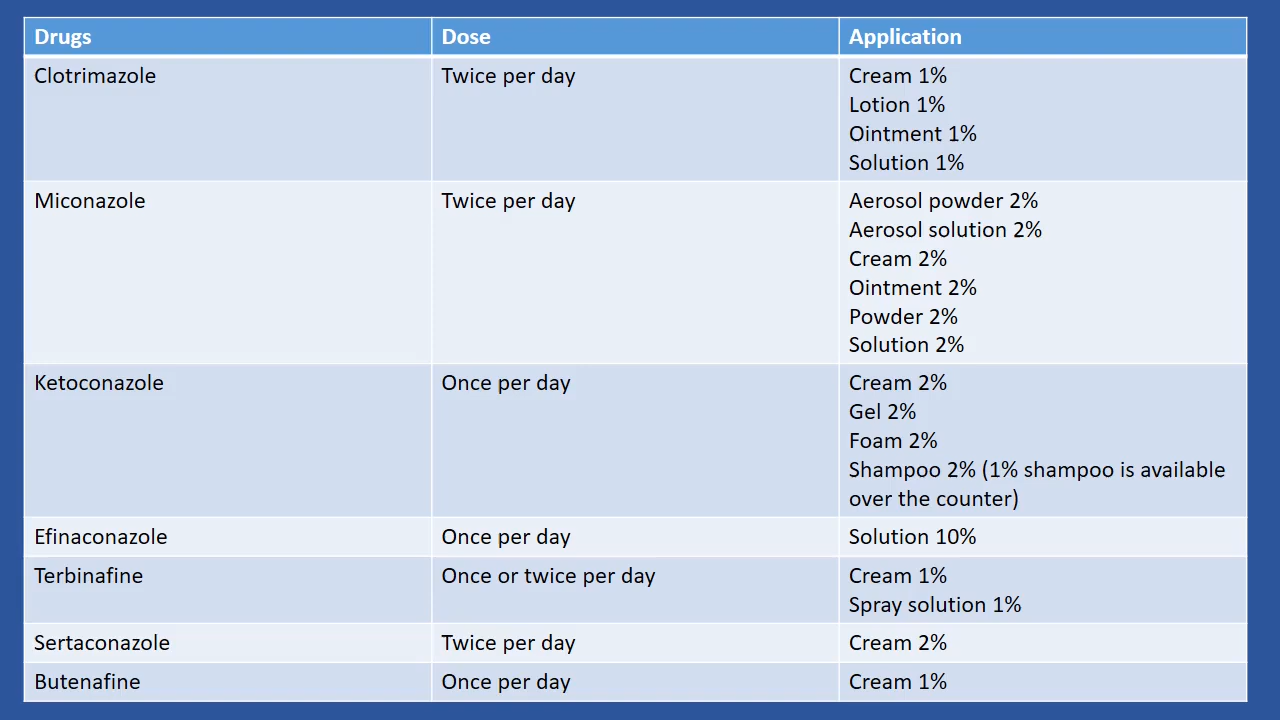 Drugs Dose Application
Clotrimazole Twice per day Cream 1%
Lotion 1%
Ointment 1%
Solution 1%
Miconazole Twice per day Aerosol powder 2%
Aerosol solution 2%
Cream 2%
Ointment 2%
Powder 2%
Solution 2%
Ketoconazole Once per day Cream 2%
Gel 2%
Foam 2%
Shampoo 2% (1% shampoo is available
over the counter)
Efinaconazole Once per day Solution 10%
Terbinafine Once or twice per day Cream 1%
Spray solution 1%
Sertaconazole Twice per day Cream 2%
Butenafine Once per day Cream 1%